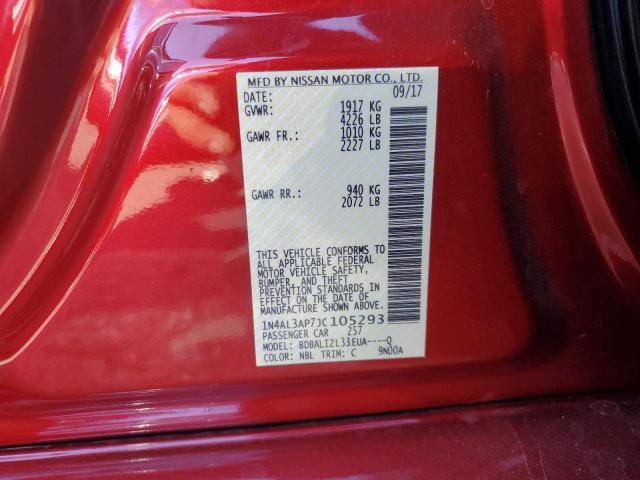 MFD BY NISSAN MOTOR CO., LTD.
DATE: 09/17
GVWR: 1917 KG
4226 LB
GAWR FR: 1010 KG
2227 LB
GAWR RR: 940 KG
2072 LB
THIS VEHICLE CONFORMS TO
ALL APPLICABLE FEDERAL
MOTOR VEHICLE SAFETY,
BUMPER, AND THEFT
PREVENTION STANDARDS IN
EFFECT ON THE DATE OF
MANUFACTURE SHOWN ABOVE.
1N4AL3AP7JC105293
PASSENGER CAR 2S7
MODEL: BDBALIZL33EUA----Q
COLOR: NBL TRIM: C 9N00A